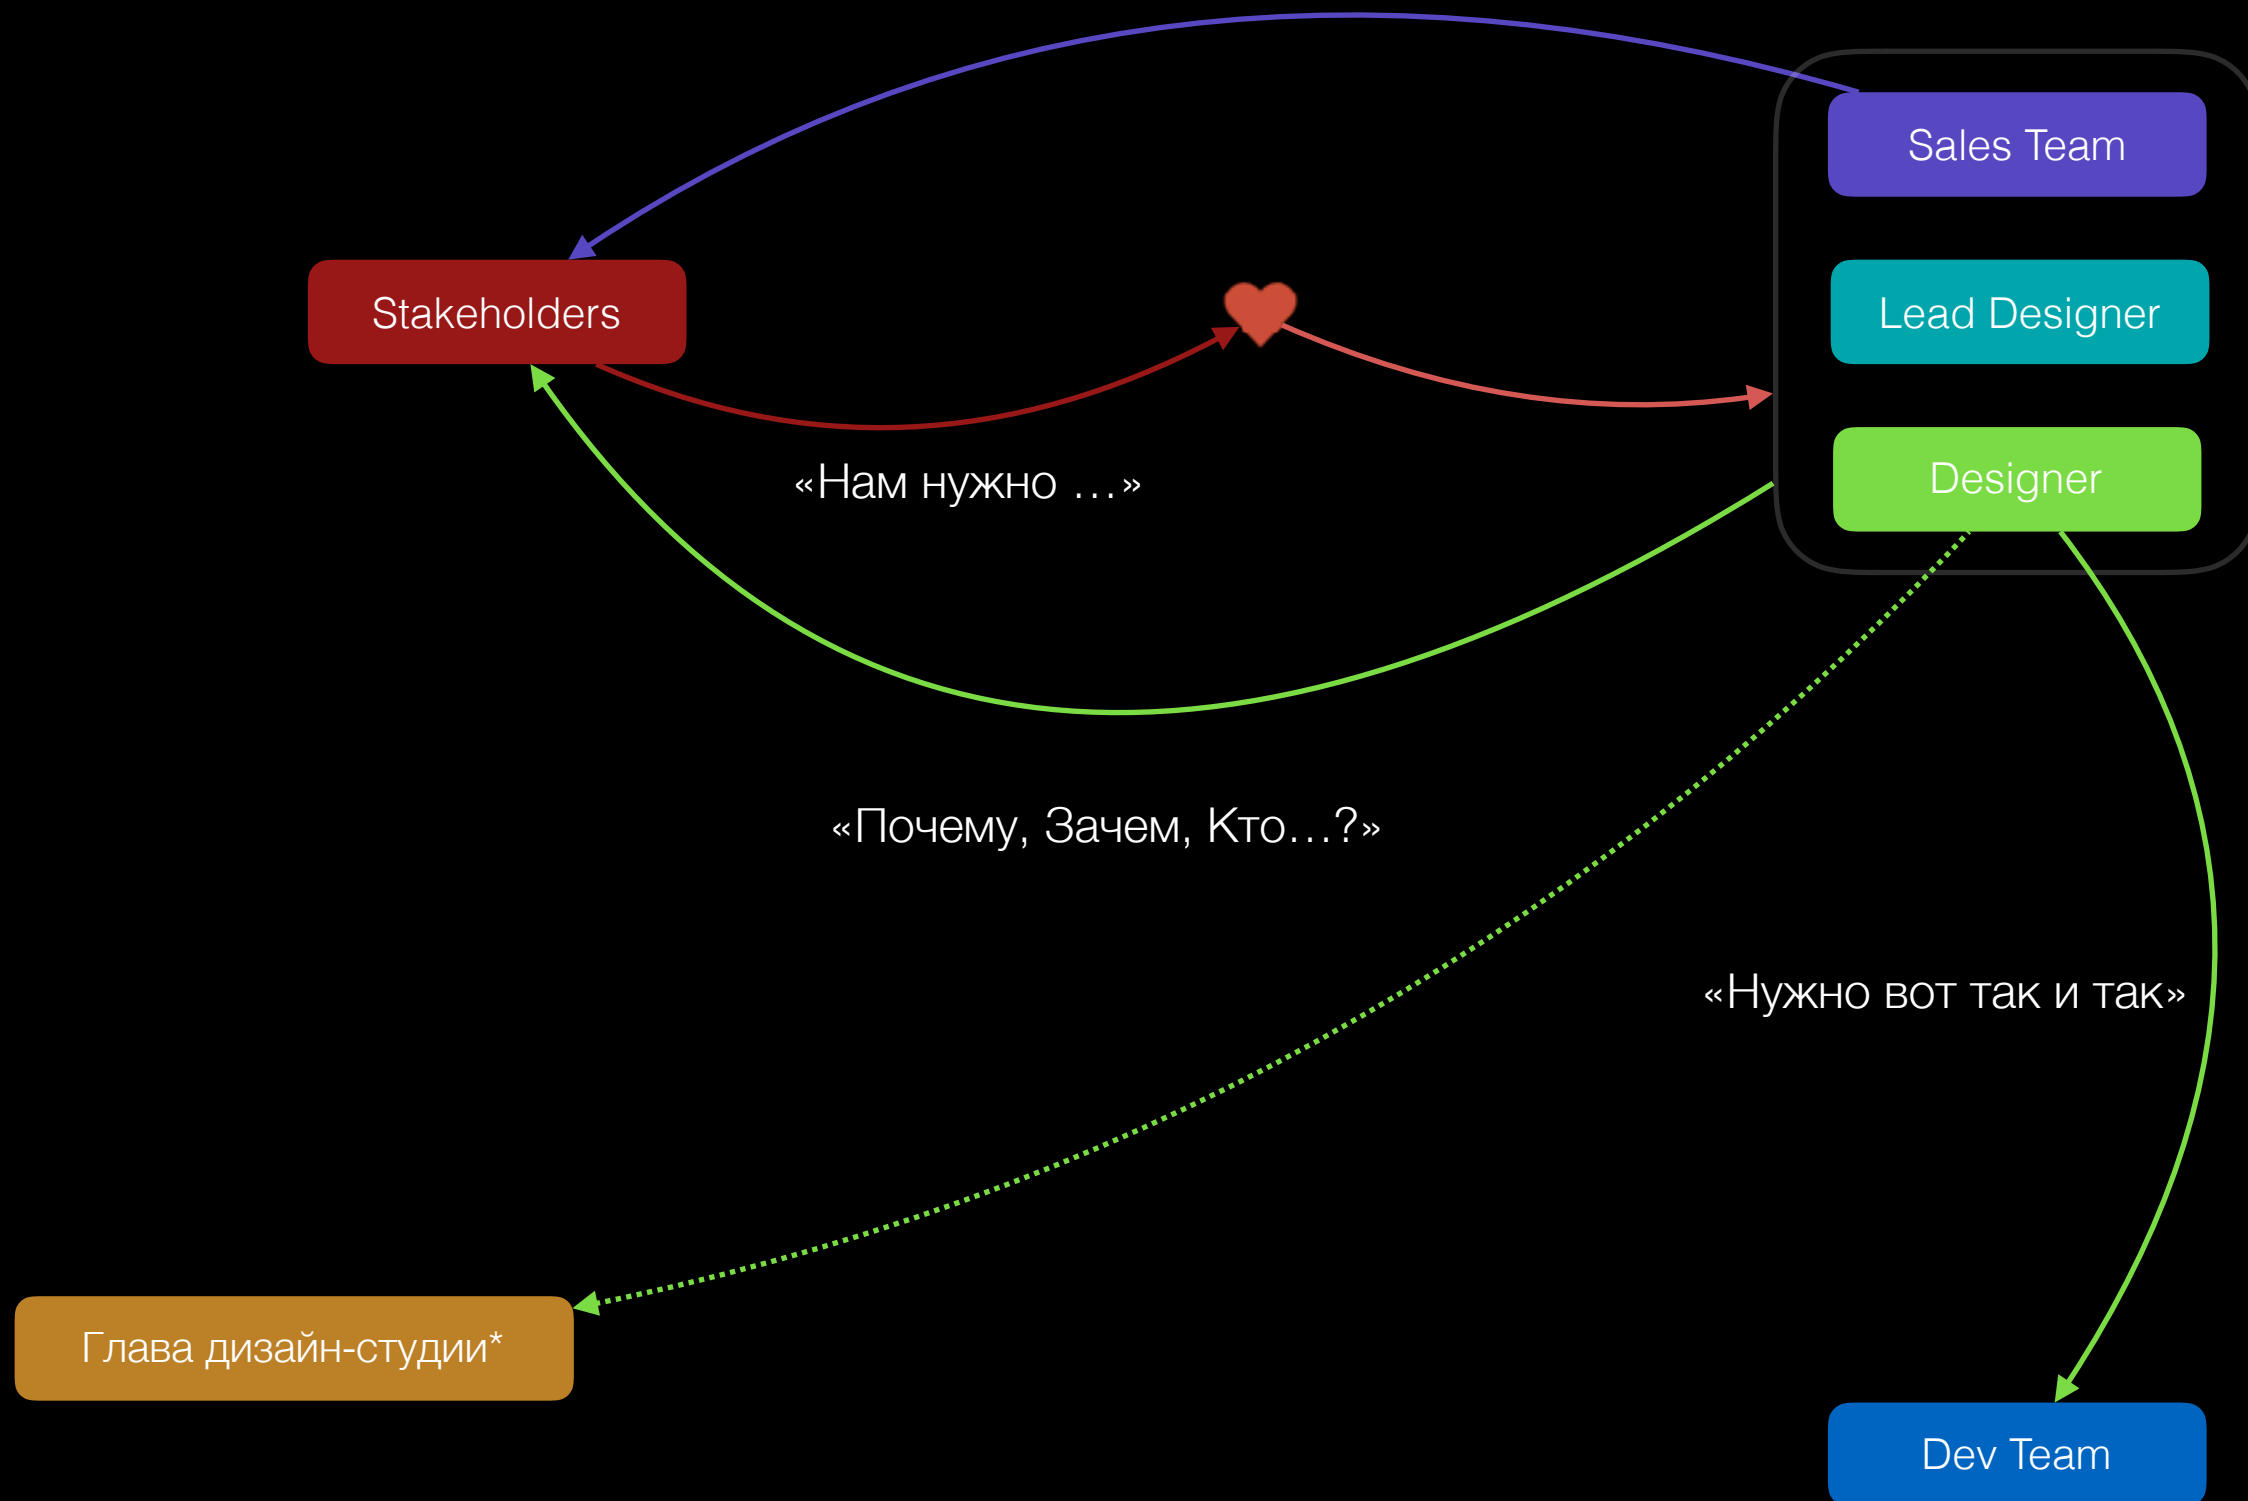 Sales Team
Stakeholders
Lead Designer
Designer
«Нам нужно …»
«Почему, Зачем, Кто…?»
«Нужно вот так и так»
Глава дизайн-студии*
Dev Team